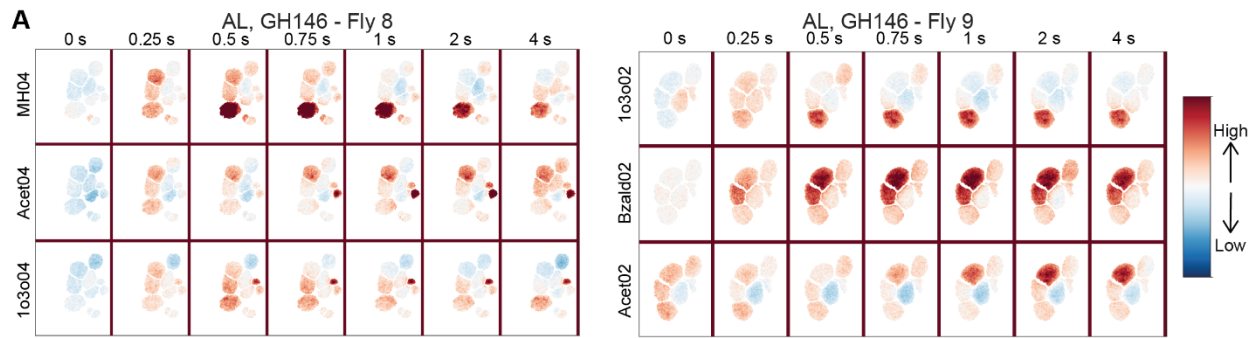 A
AL, GH146 - Fly 8
0 s 0.25 s 0.5 s 0.75 s 1 s 2 s 4 s
MH04
Acet04
1o3o04
AL, GH146 - Fly 9
0 s 0.25 s 0.5 s 0.75 s 1 s 2 s 4 s
1o3o02
Bzald02
Acet02
High
Low